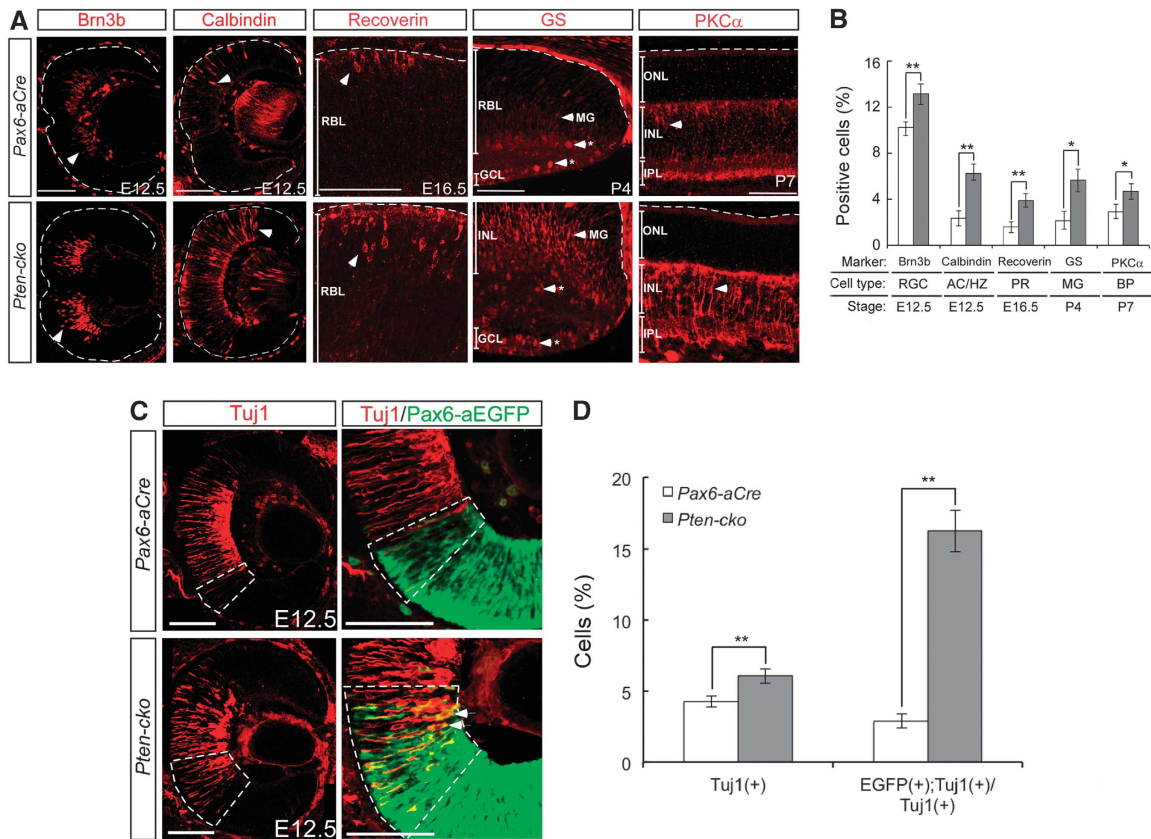 A
Brn3b Calbindin Recoverin GS PKCα
Pax6-aCre
E12.5 E12.5 RBL E16.5 RBL MG * * GCL P4 ONL INL IPL P7
Pten-cko
RBL INL MG * GCL * ONL INL IPL
B
Positive cells (%)
16
12
8
4
0
** ** ** * *
Marker: Brn3b Calbindin Recoverin GS PKCα
Cell type: RGC AC/HZ PR MG BP
Stage: E12.5 E12.5 E16.5 P4 P7
C
Tuj1 Tuj1/Pax6-aEGFP
Pax6-aCre
E12.5
Pten-cko
E12.5
D
Cells (%)
20
15
10
5
0
Pax6-aCre
Pten-cko
** **
Tuj1(+) EGFP(+);Tuj1(+)/
Tuj1(+)